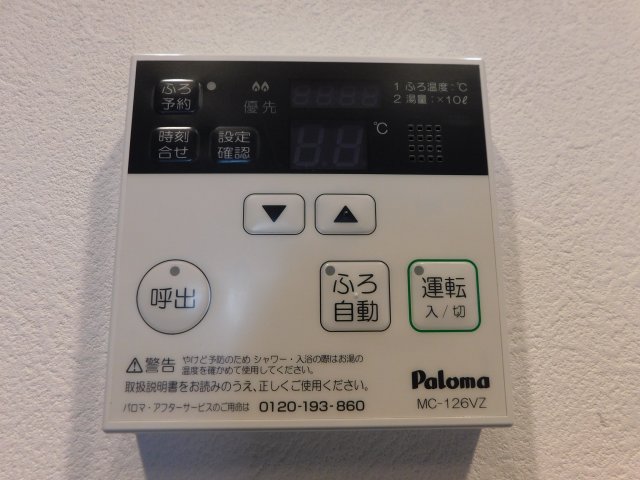 ふろ
予約
優先
1 ふろ温度：℃
2 湯量：×10ℓ
時刻
合せ
設定
確認
℃
▼
▲
呼出
ふろ
自動
運転
入/切
警告
やけど予防のため シャワー・入浴の際はお湯の
温度を確かめて使用してください。
取扱説明書をお読みのうえ、正しくご使用ください。
パロマ・アフターサービスのご用命は 0120-193-860
Paloma
MC-126VZ